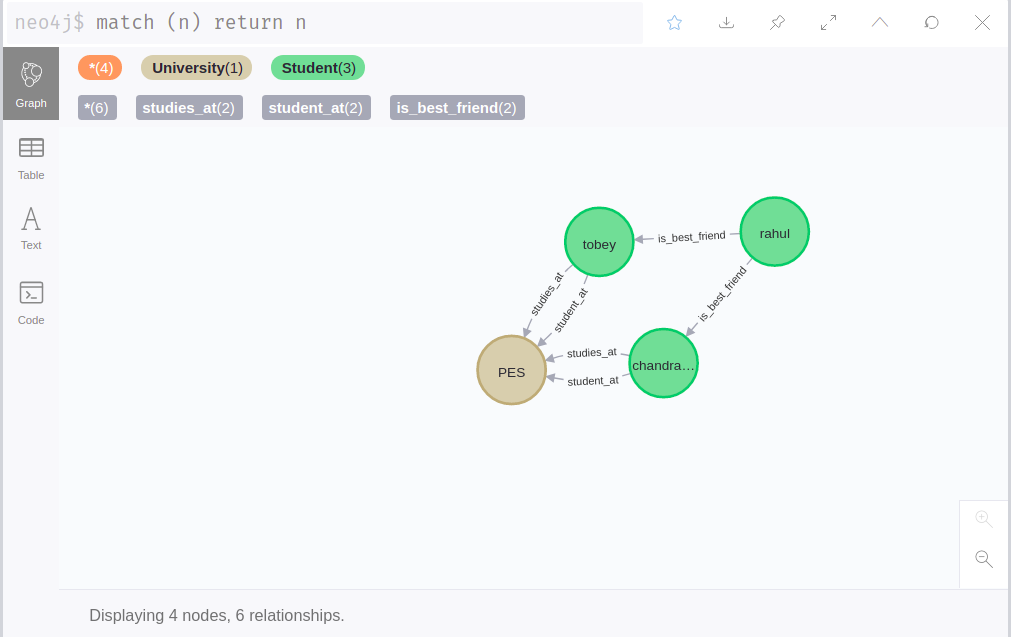 neo4j$ match (n) return n
*(4) University(1) Student(3)
Graph
*(6) studies_at(2) student_at(2) is_best_friend(2)
Table
Text
Code
rahul
is_best_friend
tobey
is_best_friend
studies_at
student_at
studies_at
chandra...
PES
student_at
Displaying 4 nodes, 6 relationships.